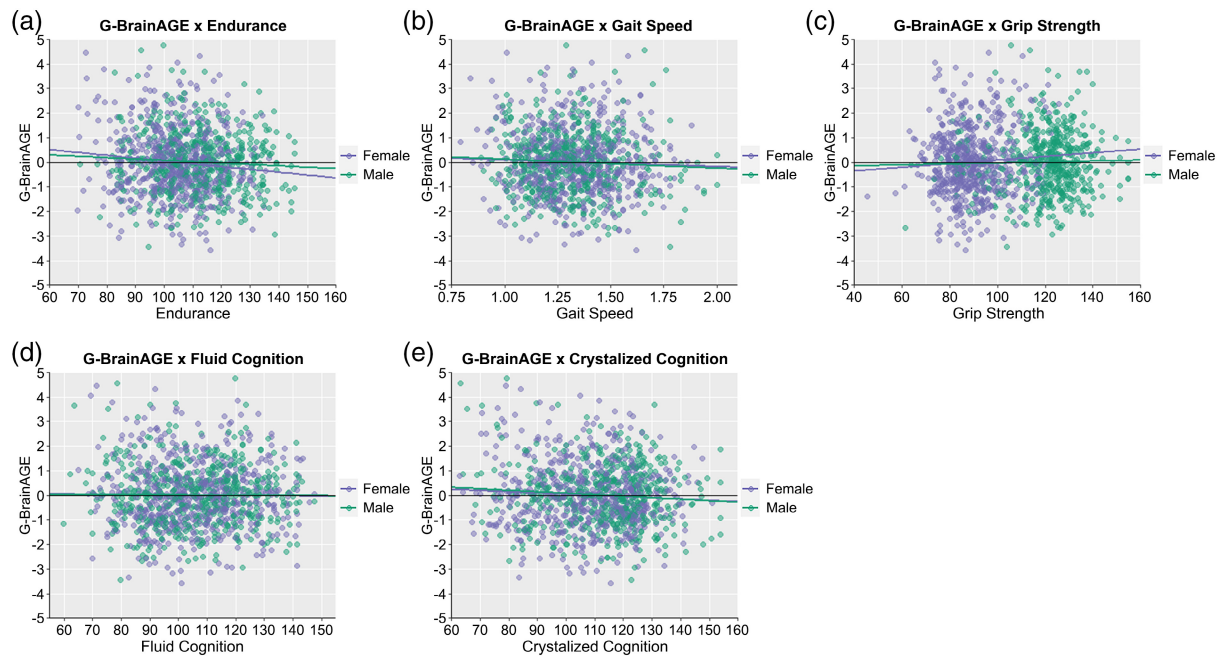 (a)
G-BrainAGE x Endurance
G-BrainAGE
5
4
3
2
1
0
-1
-2
-3
-4
-5
60 70 80 90 100 110 120 130 140 150 160
Endurance
Female
Male
(b)
G-BrainAGE x Gait Speed
G-BrainAGE
5
4
3
2
1
0
-1
-2
-3
-4
-5
0.75 1.00 1.25 1.50 1.75 2.00
Gait Speed
Female
Male
(c)
G-BrainAGE x Grip Strength
G-BrainAGE
5
4
3
2
1
0
-1
-2
-3
-4
-5
40 60 80 100 120 140 160
Grip Strength
Female
Male
(d)
G-BrainAGE x Fluid Cognition
G-BrainAGE
5
4
3
2
1
0
-1
-2
-3
-4
-5
60 70 80 90 100 110 120 130 140 150
Fluid Cognition
Female
Male
(e)
G-BrainAGE x Crystalized Cognition
G-BrainAGE
5
4
3
2
1
0
-1
-2
-3
-4
-5
60 70 80 90 100 110 120 130 140 150 160
Crystalized Cognition
Female
Male